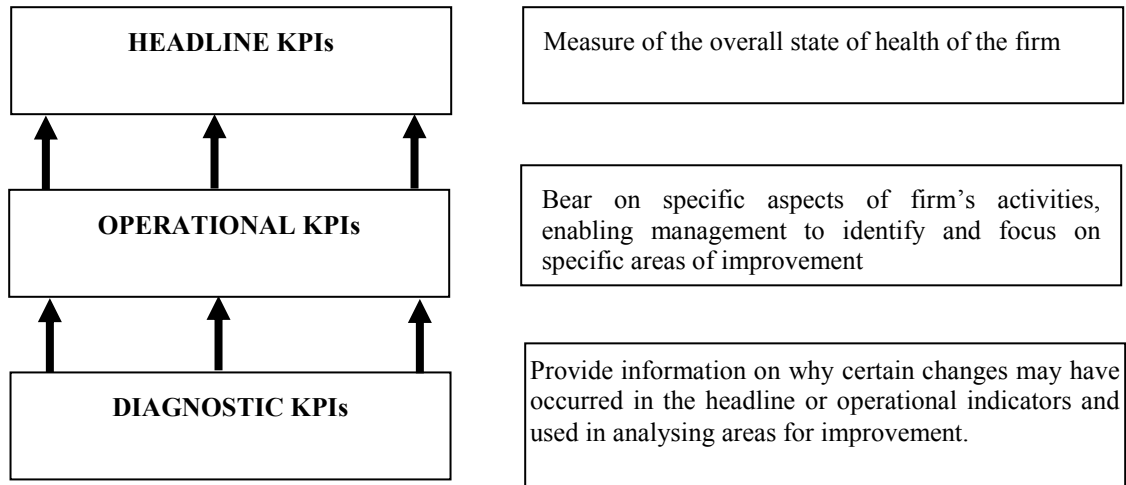 HEADLINE KPIs
Measure of the overall state of health of the firm
OPERATIONAL KPIs
Bear on specific aspects of firm's activities,
enabling management to identify and focus on
specific areas of improvement
DIAGNOSTIC KPIs
Provide information on why certain changes may have
occurred in the headline or operational indicators and
used in analysing areas for improvement.